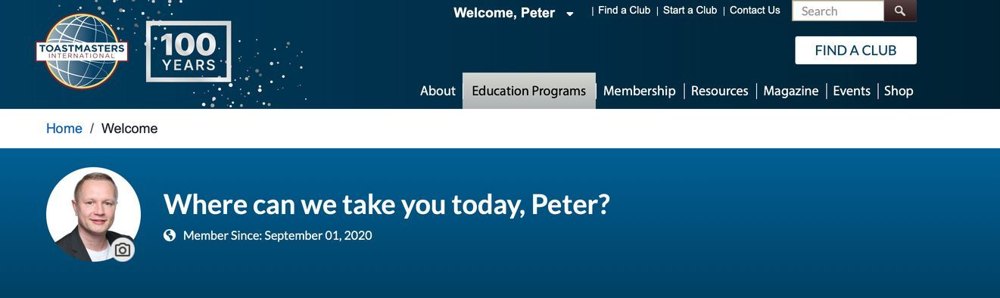 Welcome, Peter
| Find a Club | Start a Club | Contact Us
Search
TOASTMASTERS
INTERNATIONAL
100
YEARS
FIND A CLUB
About
Education Programs
Membership
Resources
Magazine
Events
Shop
Home / Welcome
Where can we take you today, Peter?
Member Since: September 01, 2020